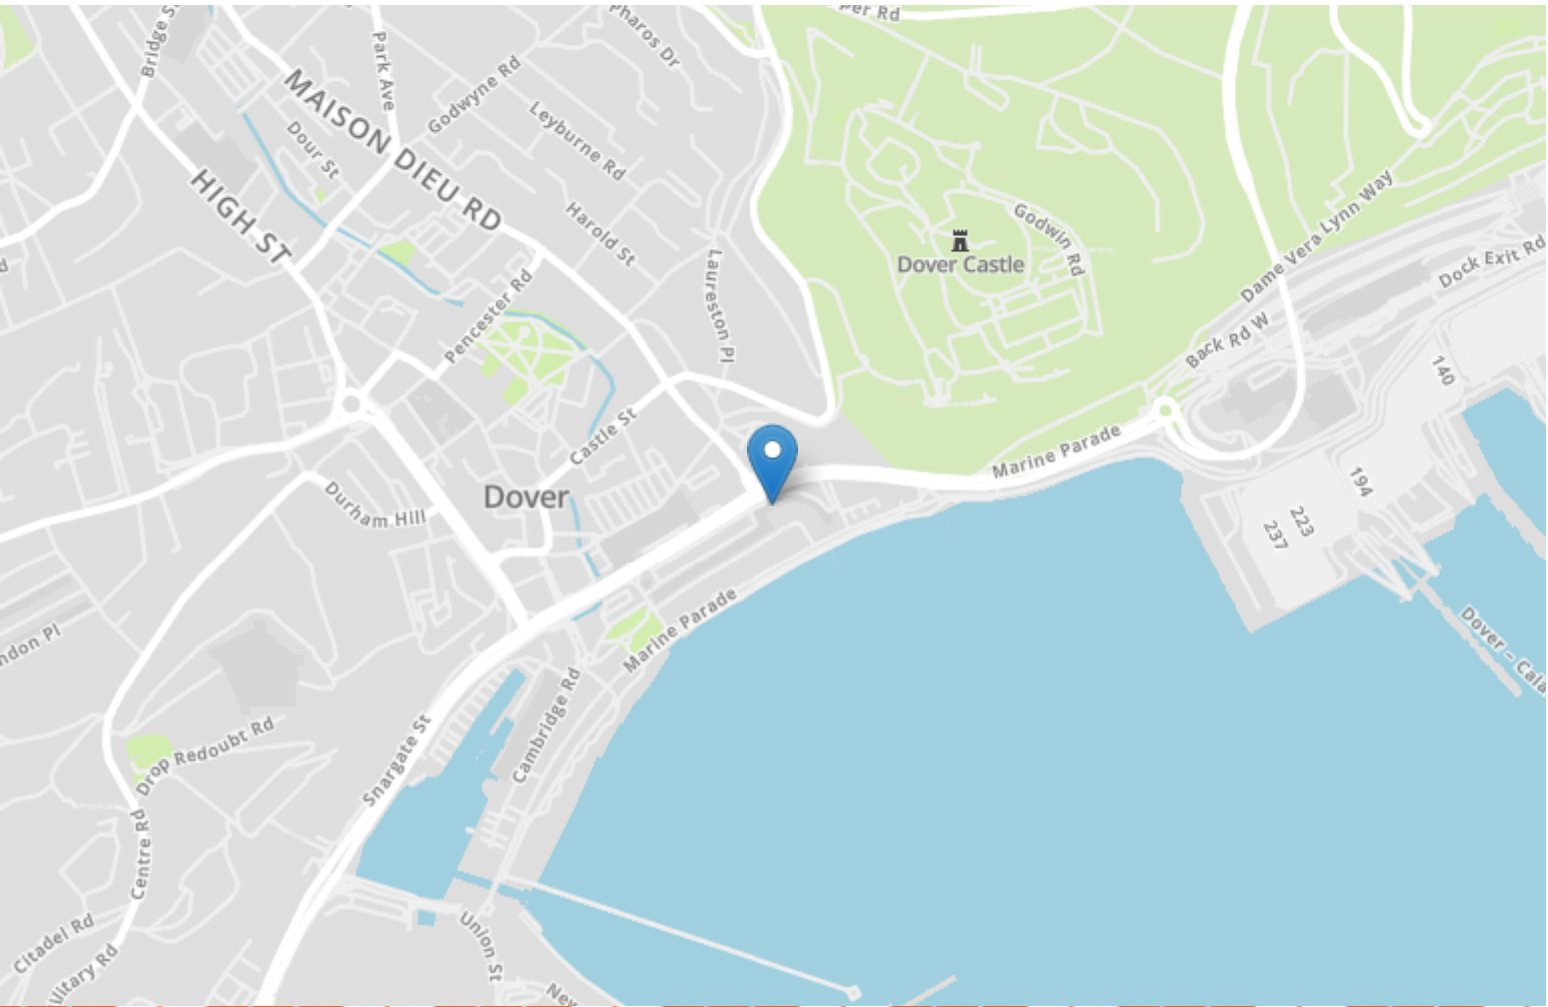 per Rd
pharos Dr
Bridge S
Park Ave
Godwyne Rd
MAISON DIEU RD
Leyburne Rd
Dour St
HIGH ST
Harold St
Godwin Rd
Dover Castle
Dame Vera Lynn Way
Dock Exit Rd
Laureston Pl
Pencester Rd
Back Rd W
140
Castle St
Marine Parade
194
Dover
Durham Hill
223
237
Marine Parade
Dover – Cala
ndon Pl
Cambridge Rd
Snargate St
Drop Redoubt Rd
Centre Rd
Citadel Rd
Union St
Military Rd
New